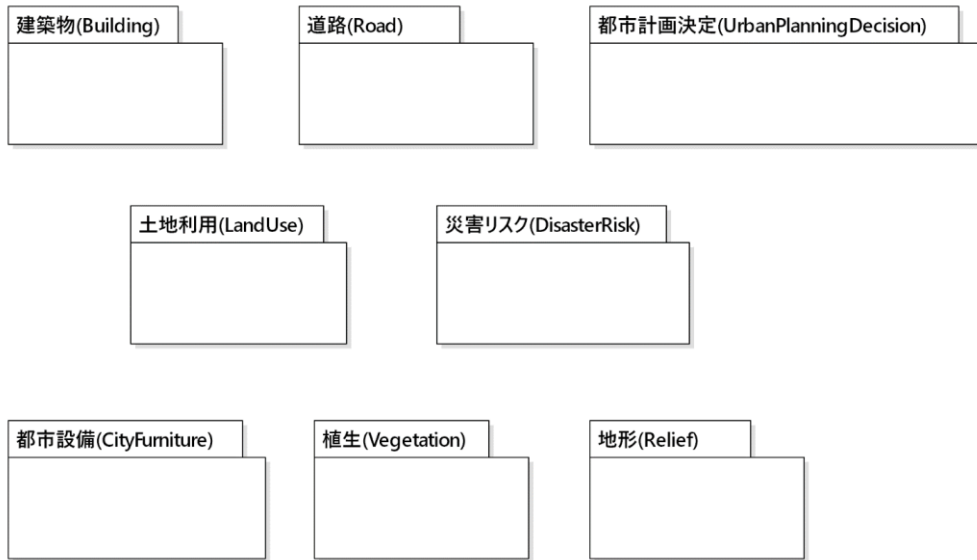 建築物(Building)
道路(Road)
都市計画決定(UrbanPlanningDecision)
土地利用(LandUse)
災害リスク(DisasterRisk)
都市設備(CityFurniture)
植生(Vegetation)
地形(Relief)